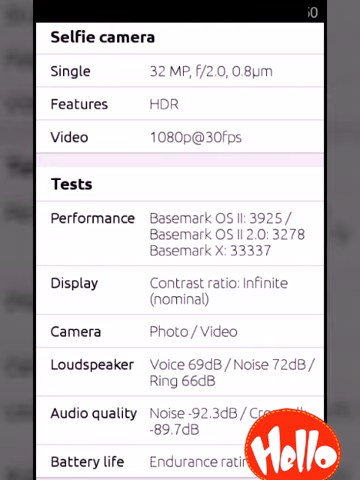 50
Selfie camera
Single 32 MP, f/2.0, 0.8µm
Features HDR
Video 1080p@30fps
Tests
Performance Basemark OS II: 3925 /
Basemark OS II 2.0: 3278
Basemark X: 33337
Display Contrast ratio: Infinite
(nominal)
Camera Photo / Video
Loudspeaker Voice 69dB / Noise 72dB /
Ring 66dB
Audio quality Noise -92.3dB /
-89.7dB
Battery life Endurance
Hello